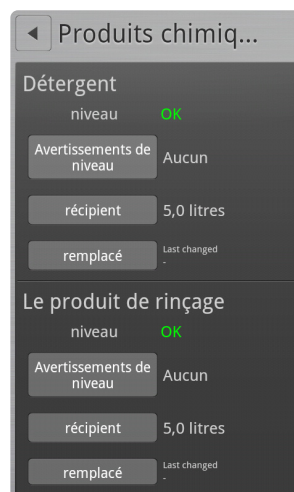 Produits chimiq...
Détergent
niveau OK
Avertissements de
niveau
Aucun
récipient 5,0 litres
remplacé
Last changed
-
Le produit de rinçage
niveau OK
Avertissements de
niveau
Aucun
récipient 5,0 litres
remplacé
Last changed
-